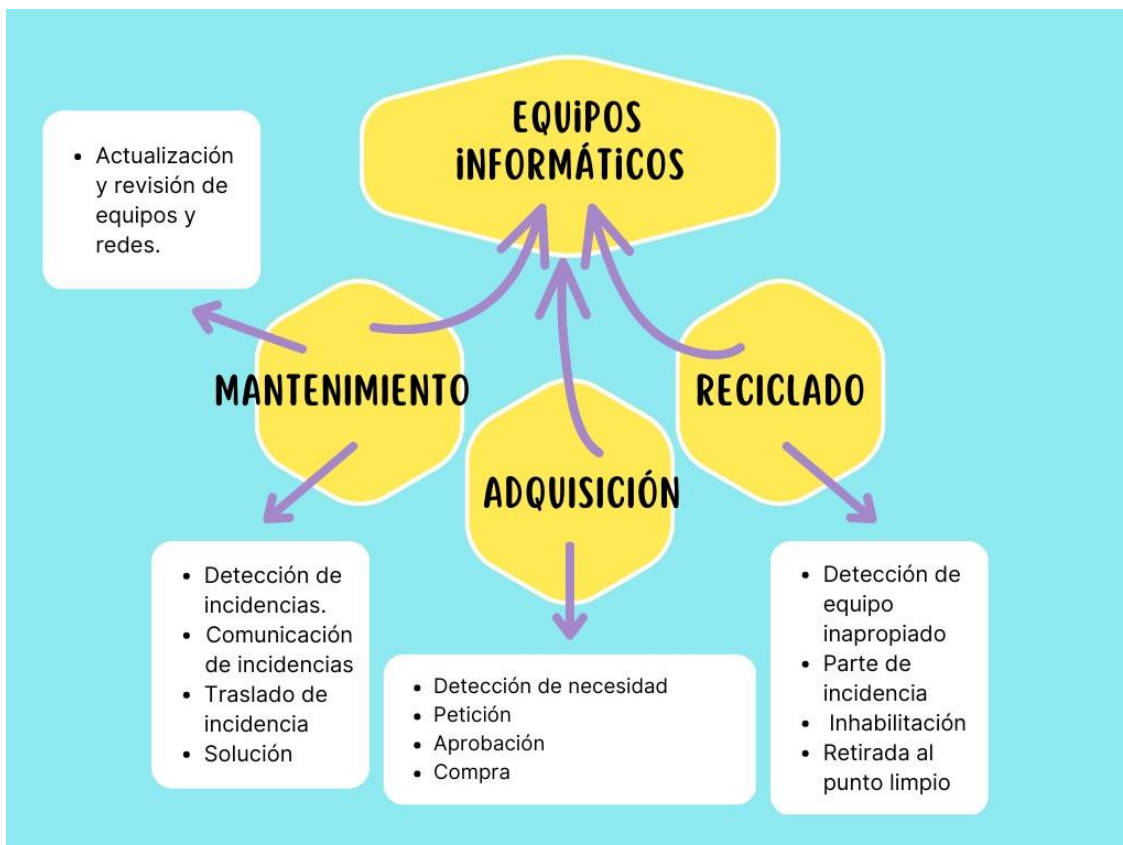 EQUIPOS
INFORMÁTICOS
• Actualización
y revisión de
equipos y
redes.
MANTENIMIENTO
RECICLADO
ADQUISICIÓN
• Detección de
incidencias.
• Comunicación
de incidencias
• Traslado de
incidencia
• Solución
• Detección de necesidad
• Petición
• Aprobación
• Compra
• Detección de
equipo
inapropiado
• Parte de
incidencia
• Inhabilitación
• Retirada al
punto limpio